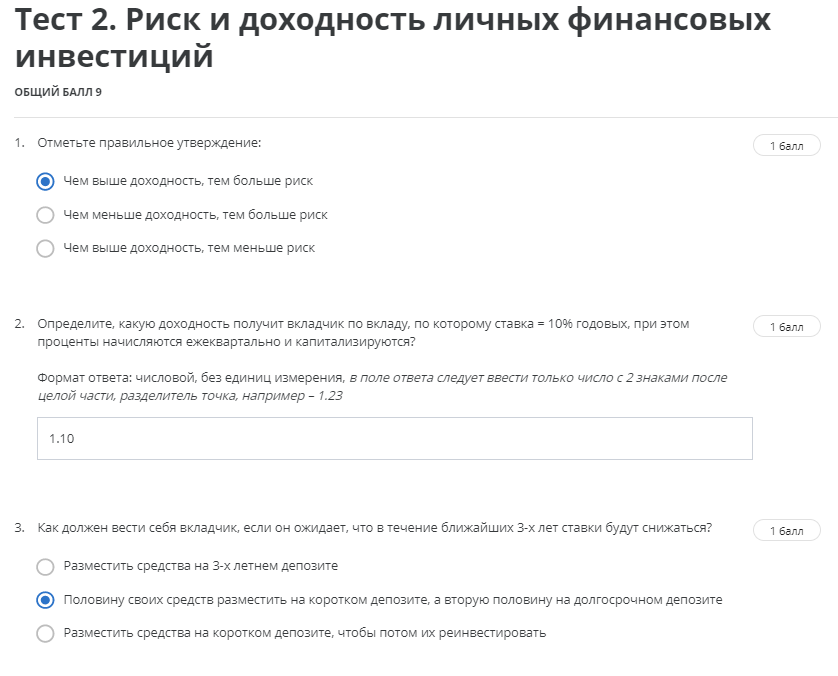 Тест 2. Риск и доходность личных финансовых
инвестиций
ОБЩИЙ БАЛЛ 9
1. Отметьте правильное утверждение:
1 балл
Чем выше доходность, тем больше риск
Чем меньше доходность, тем больше риск
Чем выше доходность, тем меньше риск
2. Определите, какую доходность получит вкладчик по вкладу, по которому ставка = 10% годовых, при этом
1 балл
проценты начисляются ежеквартально и капитализируются?
Формат ответа: числовой, без единиц измерения, в поле ответа следует ввести только число с 2 знаками после
целой части, разделитель точка, например – 1.23
1.10
3. Как должен вести себя вкладчик, если он ожидает, что в течение ближайших 3-х лет ставки будут снижаться?
1 балл
Разместить средства на 3-х летнем депозите
Половину своих средств разместить на коротком депозите, а вторую половину на долгосрочном депозите
Разместить средства на коротком депозите, чтобы потом их реинвестировать